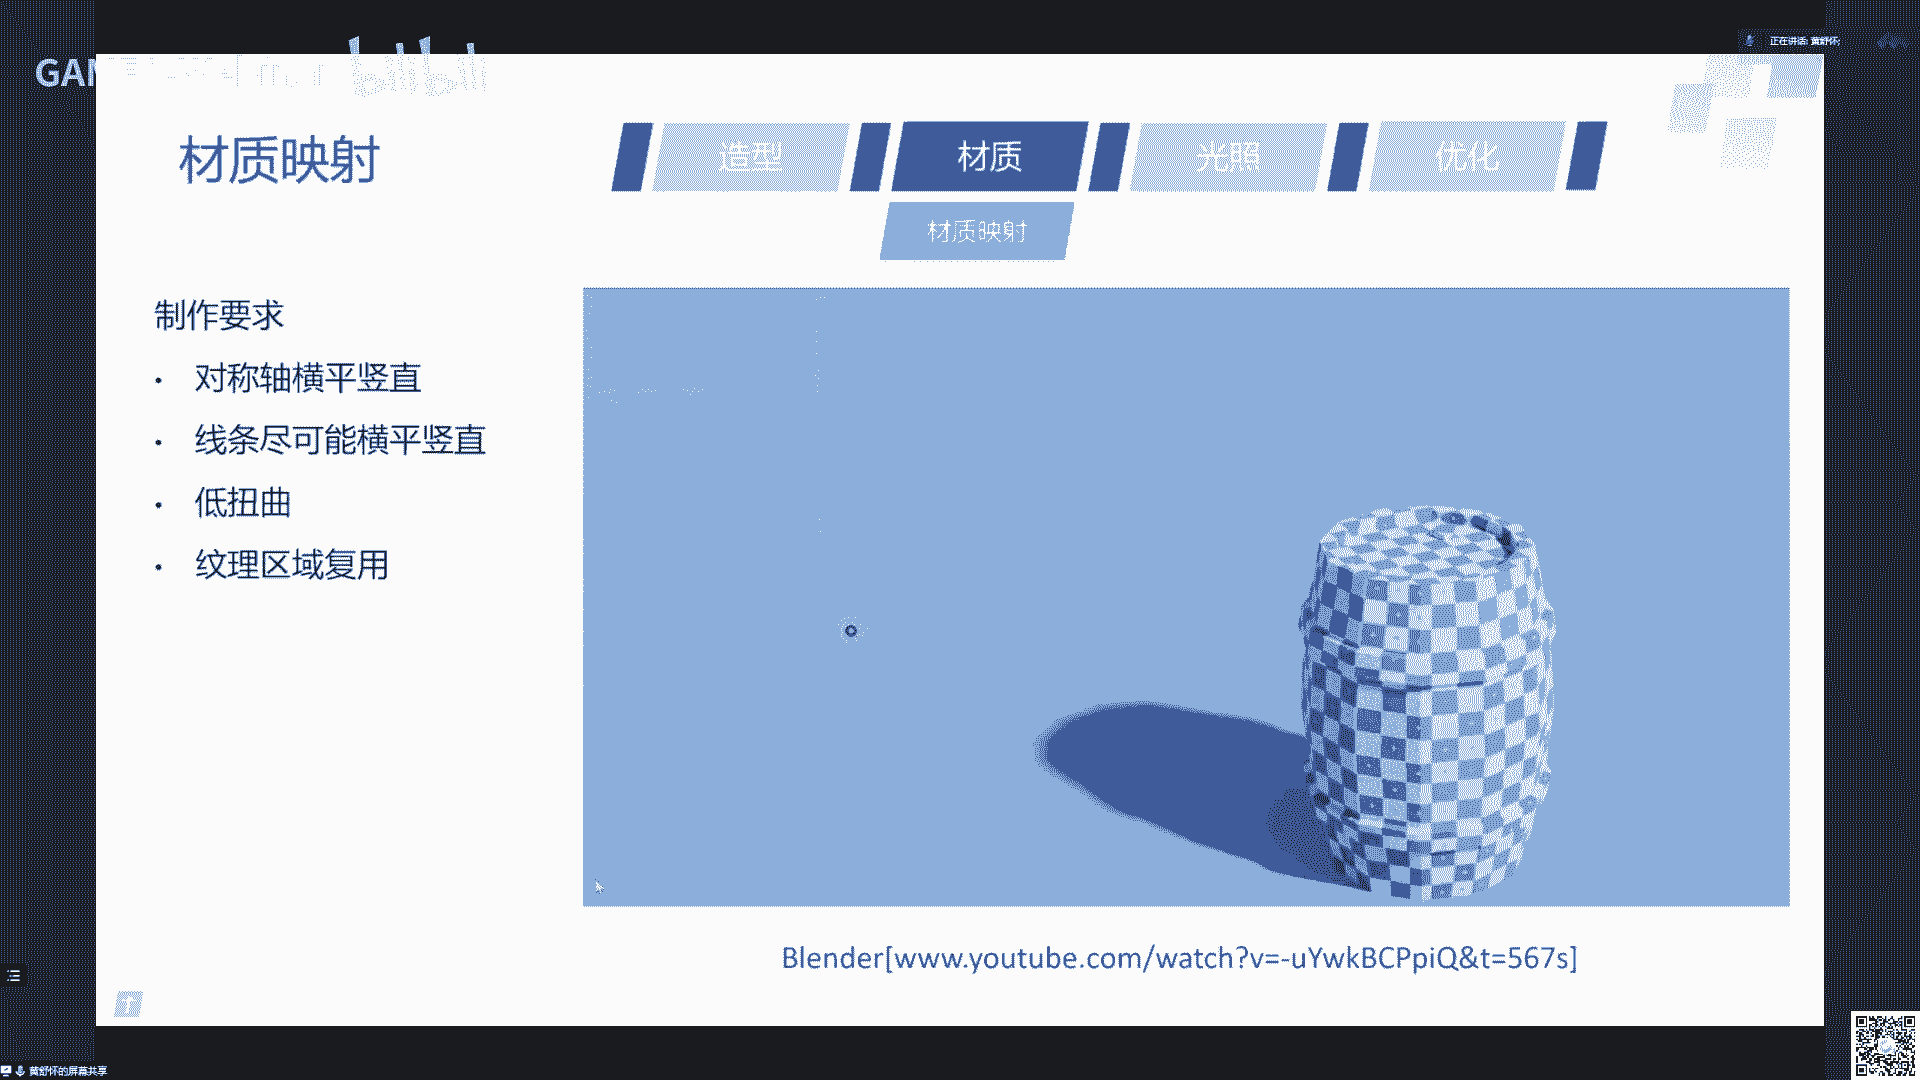 正在讲话: 黄舒怀;
GAM
bilibili
材质映射
造型
材质
光照
优化
材质映射
制作要求
• 对称轴横平竖直
• 线条尽可能横平竖直
• 低扭曲
• 纹理区域复用
Blender[www.youtube.com/watch?v=-uYwkBCPpiQ&t=567s]
黄舒怀的屏幕共享